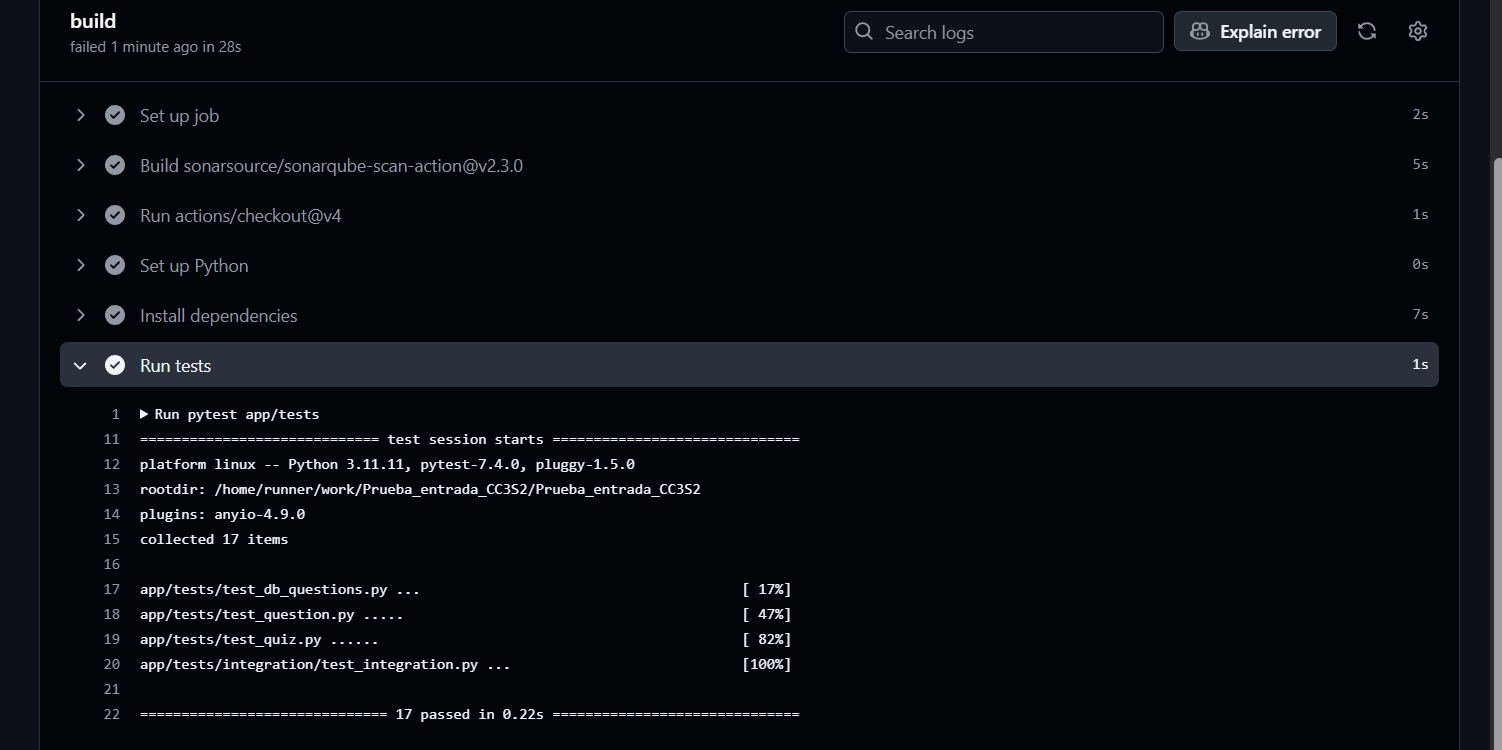 build
failed 1 minute ago in 28s
Search logs
Explain error
Set up job 2s
Build sonarsource/sonarqube-scan-action@v2.3.0 5s
Run actions/checkout@v4 1s
Set up Python 0s
Install dependencies 7s
Run tests 1s
1 Run pytest app/tests
11 ============================= test session starts ==============================
12 platform linux -- Python 3.11.11, pytest-7.4.0, pluggy-1.5.0
13 rootdir: /home/runner/work/Prueba_entrada_CC3S2/Prueba_entrada_CC3S2
14 plugins: anyio-4.9.0
15 collected 17 items
16
17 app/tests/test_db_questions.py ... [ 17%]
18 app/tests/test_question.py ..... [ 47%]
19 app/tests/test_quiz.py ...... [ 82%]
20 app/tests/integration/test_integration.py ... [100%]
21
22 ============================== 17 passed in 0.22s ==============================